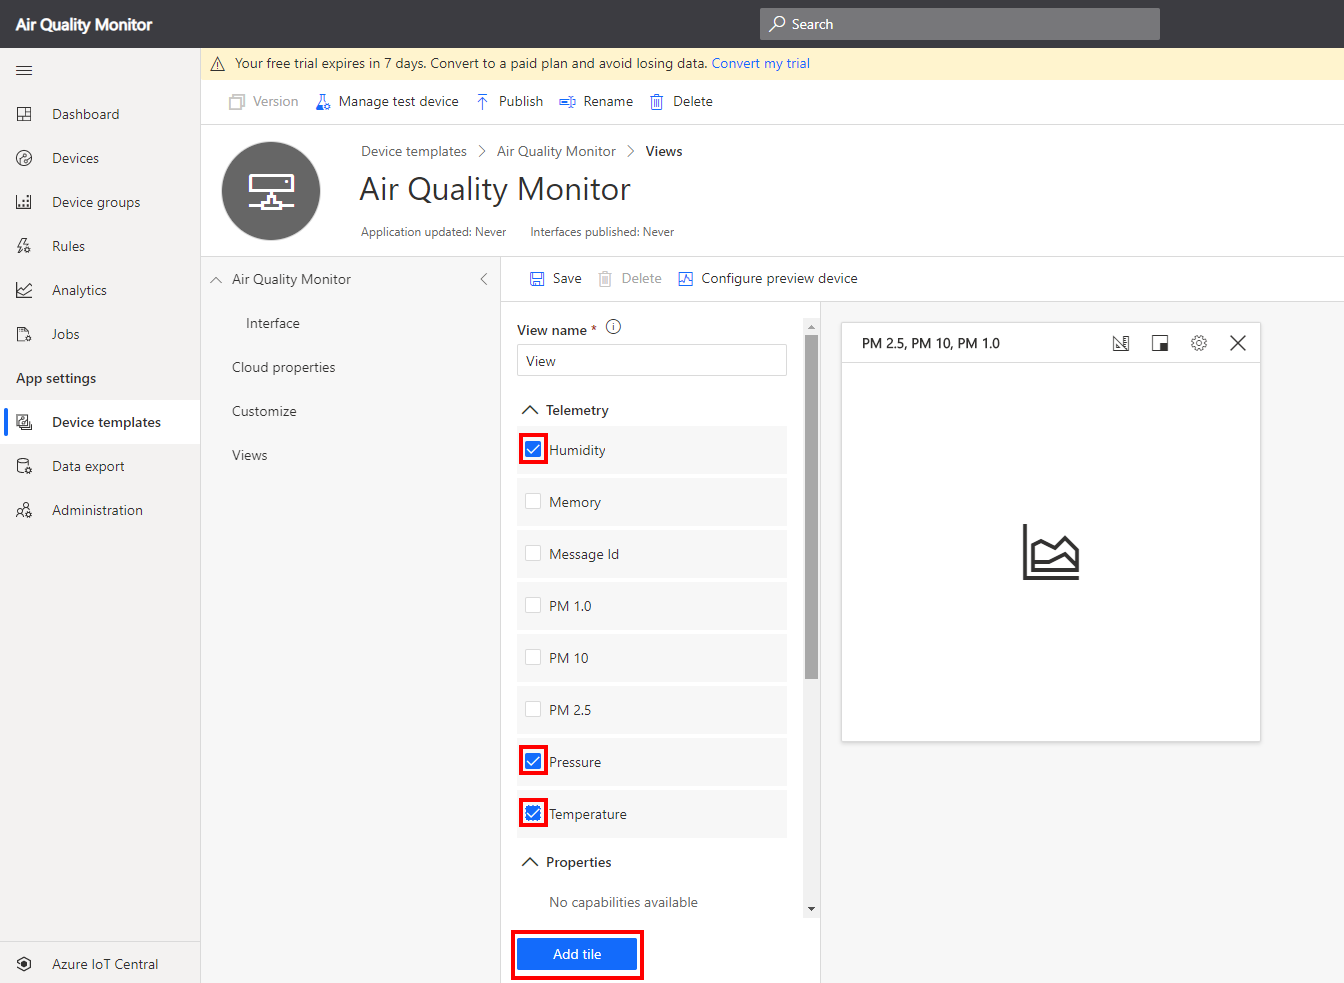 Air Quality Monitor
Search
Your free trial expires in 7 days. Convert to a paid plan and avoid losing data. Convert my trial
Version
Manage test device
Publish
Rename
Delete
Dashboard
Devices
Device groups
Rules
Analytics
Jobs
App settings
Device templates
Data export
Administration
Azure IoT Central
Device templates > Air Quality Monitor > Views
Air Quality Monitor
Application updated: Never
Interfaces published: Never
Air Quality Monitor
Interface
Cloud properties
Customize
Views
Save
Delete
Configure preview device
View name *
View
Telemetry
Humidity
Memory
Message Id
PM 1.0
PM 10
PM 2.5
Pressure
Temperature
Properties
No capabilities available
Add tile
PM 2.5, PM 10, PM 1.0